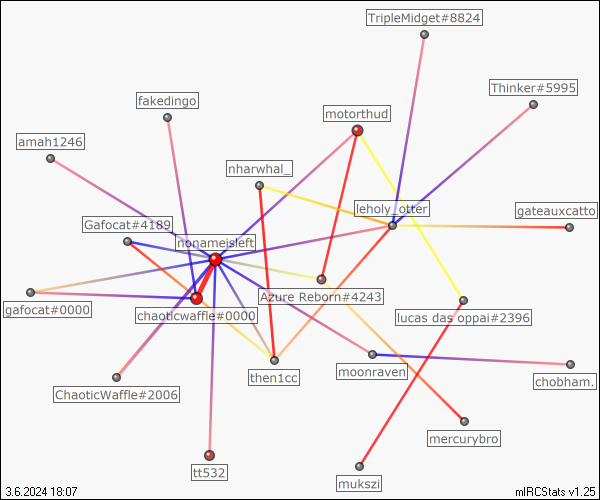 TripleMidget#8824
Thinker#5995
fakedingo
motorthud
amah1246
nharwhal_
leholy_otter
gateauxcatto
Gafocat#4189
nonameisleft
Azure Reborn#4243
gafocat#0000
chaoticwaffle#0000
lucas das oppai#2396
then1cc
moonraven
chobham.
ChaoticWaffle#2006
mercurybro
tt532
mukszi
3.6.2024 18:07
mIRCStats v1.25